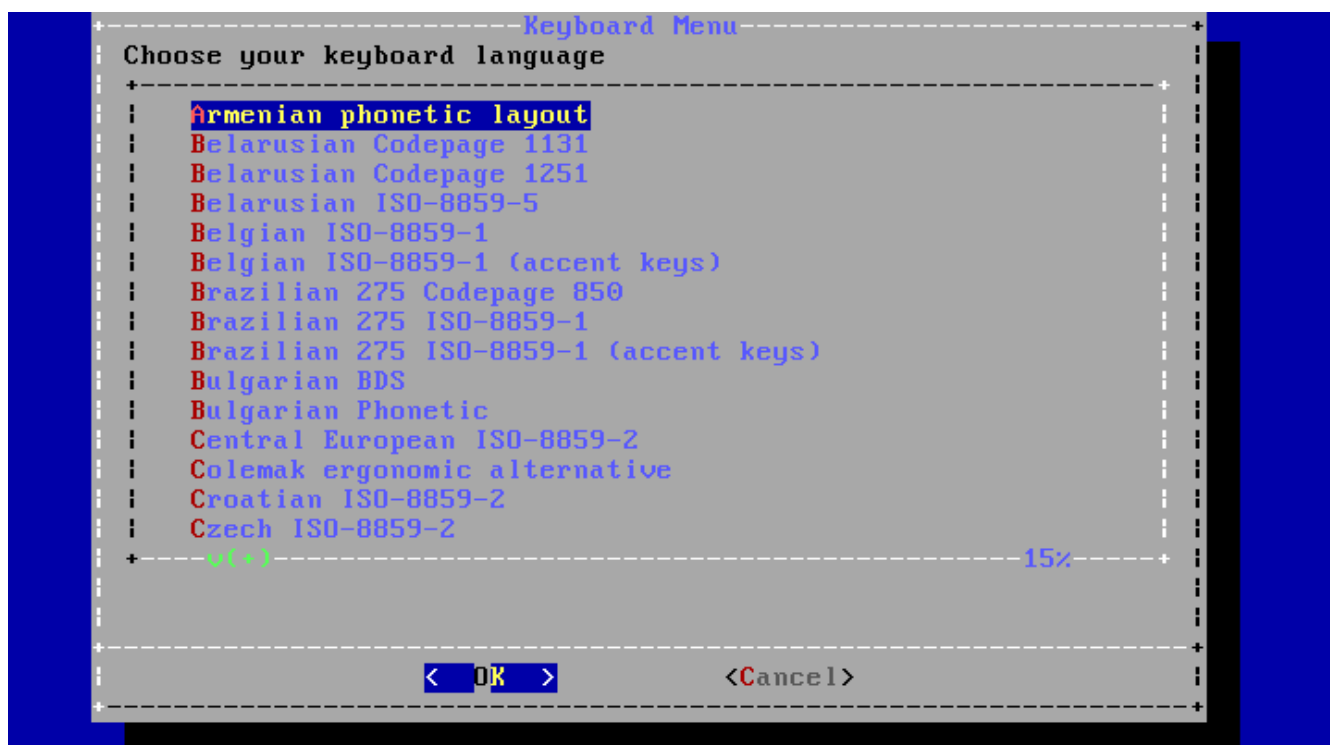 Keyboard Menu
Choose your keyboard language
Armenian phonetic layout
Belarusian Codepage 1131
Belarusian Codepage 1251
Belarusian ISO-8859-5
Belgian ISO-8859-1
Belgian ISO-8859-1 (accent keys)
Brazilian 275 Codepage 850
Brazilian 275 ISO-8859-1
Brazilian 275 ISO-8859-1 (accent keys)
Bulgarian BDS
Bulgarian Phonetic
Central European ISO-8859-2
Colemak ergonomic alternative
Croatian ISO-8859-2
Czech ISO-8859-2
v(+) 15%
< OK > <Cancel>